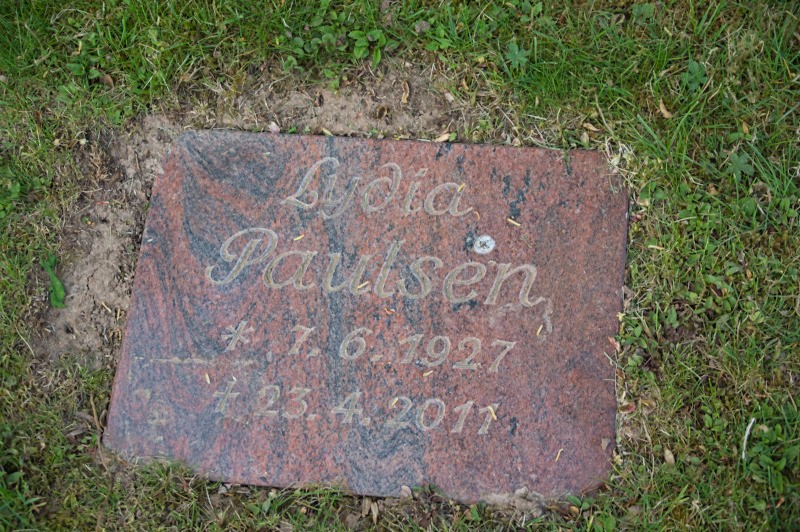 Lydia
Paulsen
* 7. 6. 1927
† 23. 4. 2011